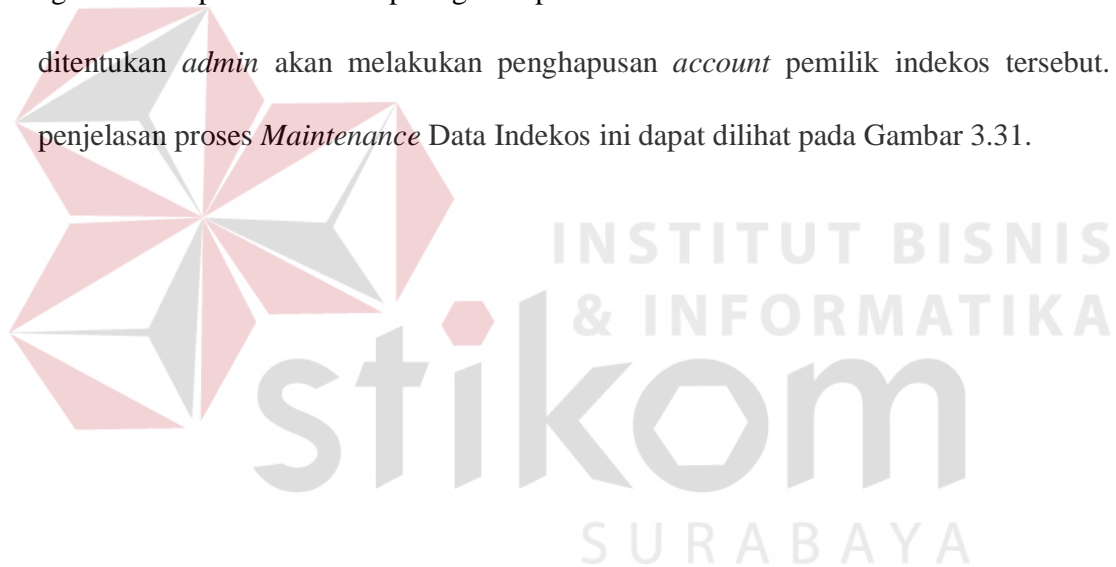 ditentukan admin akan melakukan penghapusan account pemilik indekos tersebut.
penjelasan proses Maintenance Data Indekos ini dapat dilihat pada Gambar 3.31.
INSTITUT BISNIS
& INFORMATIKA
stikom
SURABAYA